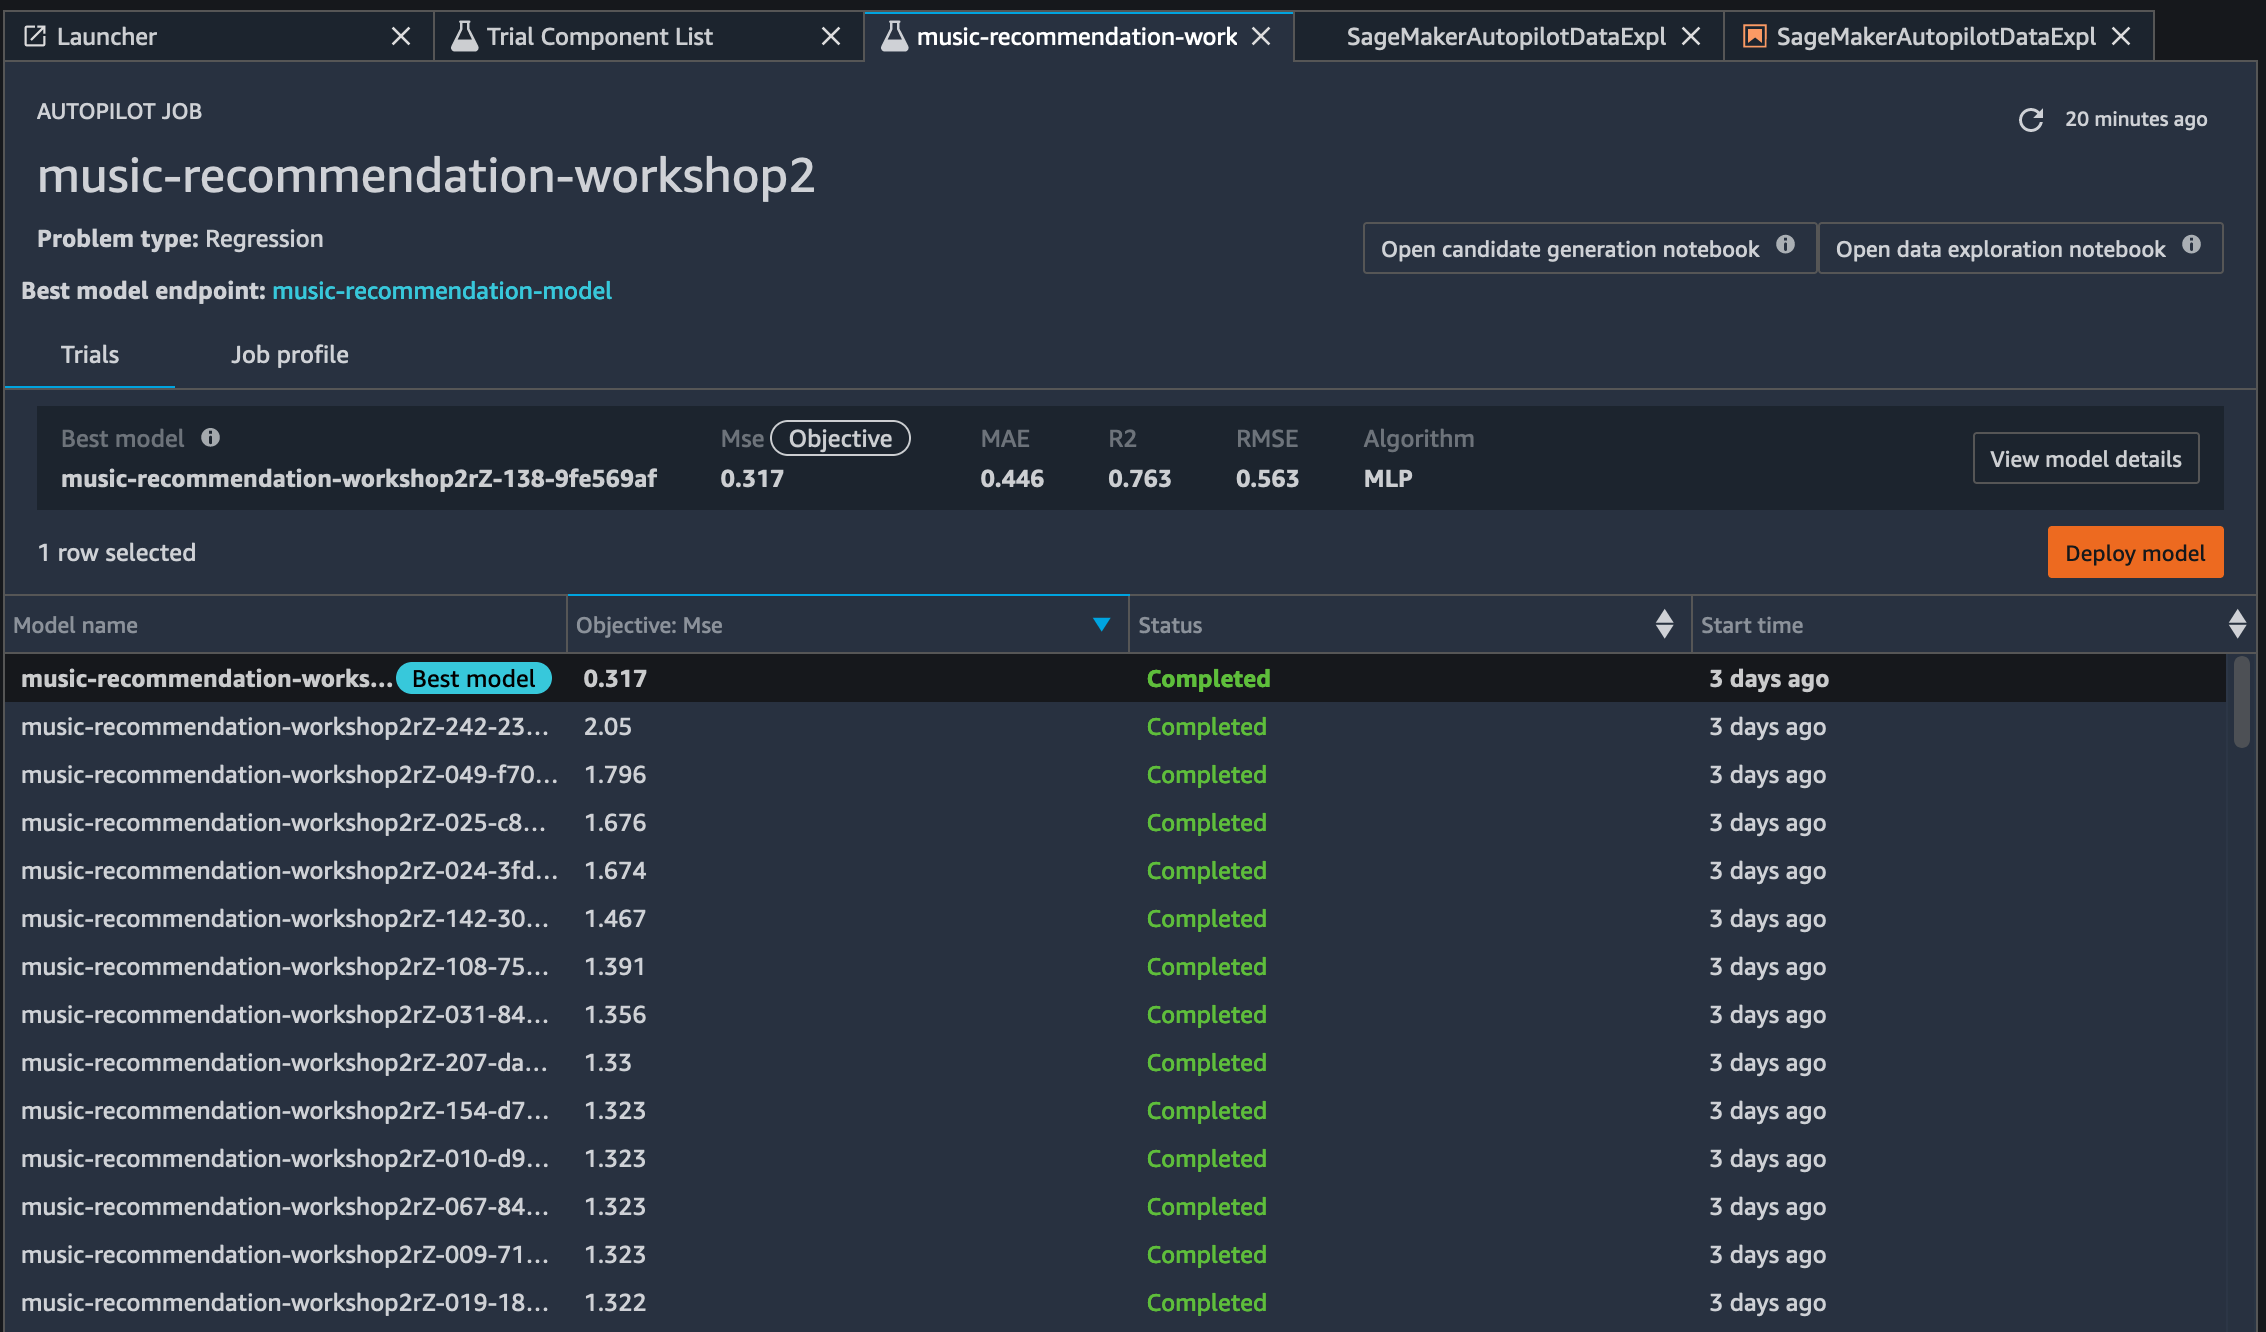 Launcher
Trial Component List
music-recommendation-work
SageMakerAutopilotDataExpl
SageMakerAutopilotDataExpl
AUTOPILOT JOB
20 minutes ago
music-recommendation-workshop2
Problem type: Regression
Open candidate generation notebook
Open data exploration notebook
Best model endpoint: music-recommendation-model
Trials
Job profile
Best model Mse Objective MAE R2 RMSE Algorithm
music-recommendation-workshop2rZ-138-9fe569af 0.317 0.446 0.763 0.563 MLP
View model details
1 row selected
Deploy model
Model name Objective: Mse Status Start time
music-recommendation-works... Best model 0.317 Completed 3 days ago
music-recommendation-workshop2rZ-242-23... 2.05 Completed 3 days ago
music-recommendation-workshop2rZ-049-f70... 1.796 Completed 3 days ago
music-recommendation-workshop2rZ-025-c8... 1.676 Completed 3 days ago
music-recommendation-workshop2rZ-024-3fd... 1.674 Completed 3 days ago
music-recommendation-workshop2rZ-142-30... 1.467 Completed 3 days ago
music-recommendation-workshop2rZ-108-75... 1.391 Completed 3 days ago
music-recommendation-workshop2rZ-031-84... 1.356 Completed 3 days ago
music-recommendation-workshop2rZ-207-da... 1.33 Completed 3 days ago
music-recommendation-workshop2rZ-154-d7... 1.323 Completed 3 days ago
music-recommendation-workshop2rZ-010-d9... 1.323 Completed 3 days ago
music-recommendation-workshop2rZ-067-84... 1.323 Completed 3 days ago
music-recommendation-workshop2rZ-009-71... 1.323 Completed 3 days ago
music-recommendation-workshop2rZ-019-18... 1.322 Completed 3 days ago